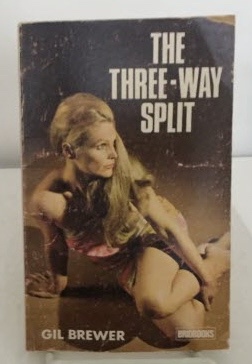 THE
THREE-WAY
SPLIT
GIL BREWER